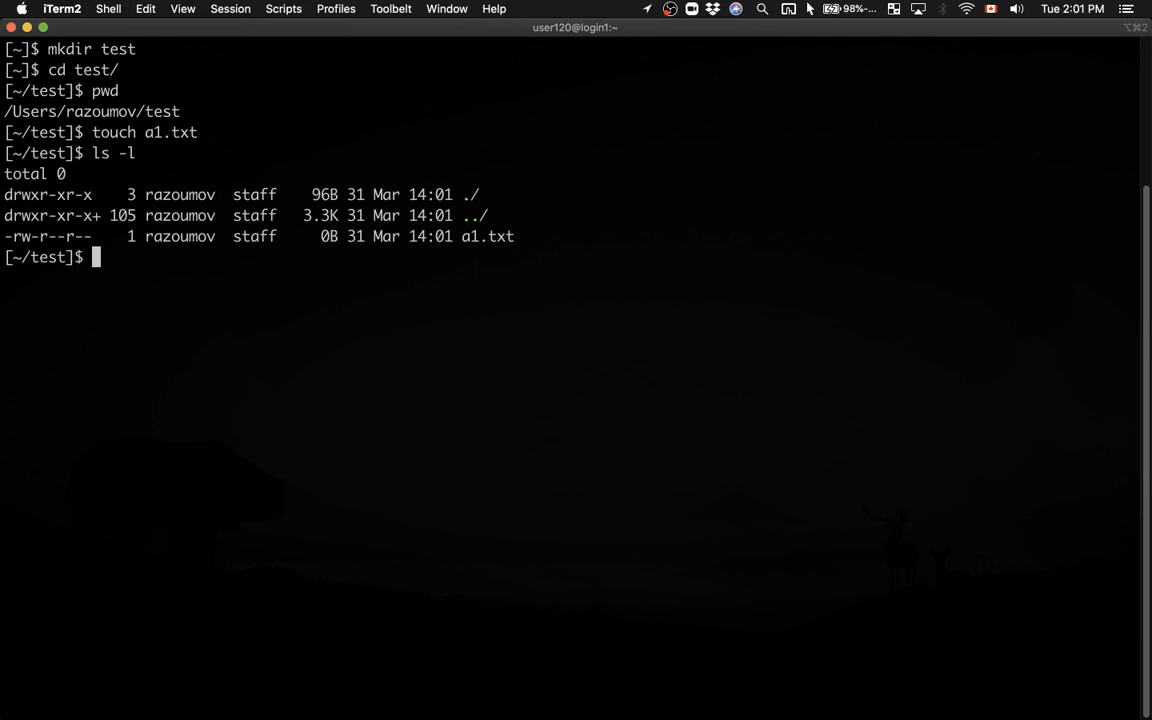 iTerm2 Shell Edit View Session Scripts Profiles Toolbelt Window Help 98%-... Tue 2:01 PM
user120@login1:~ ⌥⌘2
[~]$ mkdir test
[~]$ cd test/
[~/test]$ pwd
/Users/razoumov/test
[~/test]$ touch a1.txt
[~/test]$ ls -l
total 0
drwxr-xr-x    3 razoumov  staff    96B 31 Mar 14:01 ./
drwxr-xr-x+ 105 razoumov  staff   3.3K 31 Mar 14:01 ../
-rw-r--r--    1 razoumov  staff     0B 31 Mar 14:01 a1.txt
[~/test]$